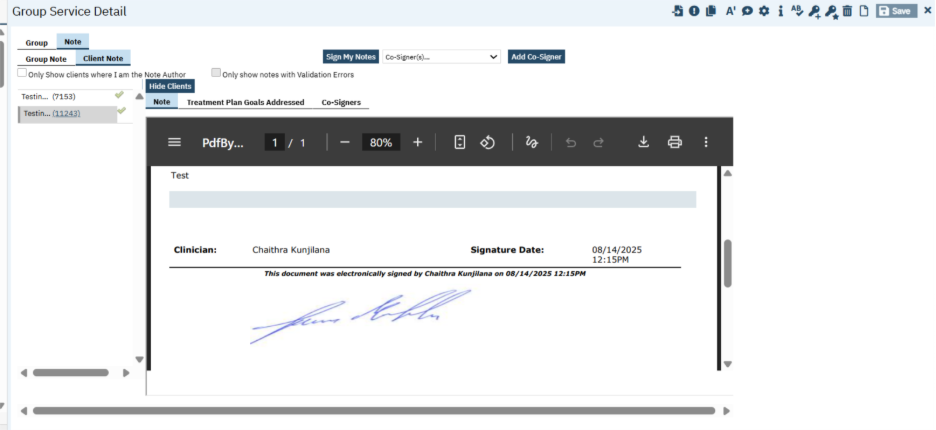 Group Service Detail
Save
Group Note
Group Note Client Note
Sign My Notes Co-Signer(s)... Add Co-Signer
Only Show clients where I am the Note Author Only show notes with Validation Errors
Hide Clients
Testin... (7153)
Testin... (11243)
Note Treatment Plan Goals Addressed Co-Signers
PdfBy... 1 / 1 80%
Test
Clinician: Chaithra Kunjilana Signature Date: 08/14/2025
12:15PM
This document was electronically signed by Chaithra Kunjilana on 08/14/2025 12:15PM